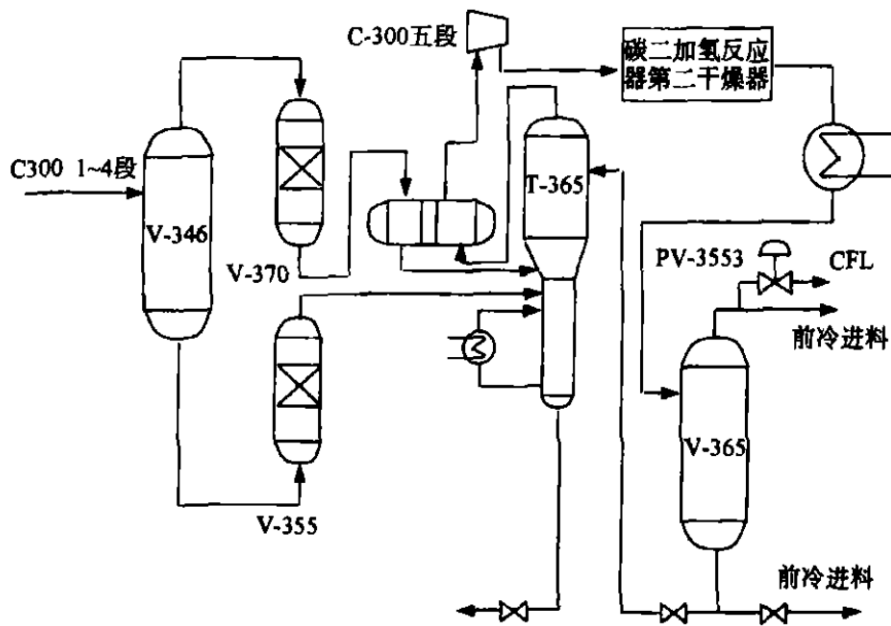 C-300五段
碳二加氢反应
器第二干燥器
C300 1~4段
T-365
V-346
V-370
PV-3553
CFL
前冷进料
V-365
V-355
前冷进料